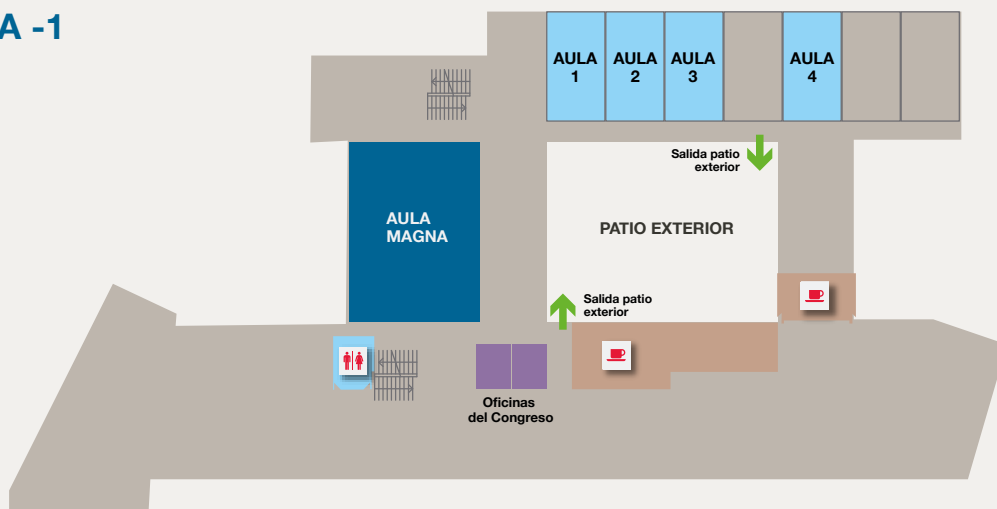 A -1
AULA
1
AULA
2
AULA
3
AULA
4
Salida patio
exterior
AULA
MAGNA
PATIO EXTERIOR
Salida patio
exterior
Oficinas
del Congreso